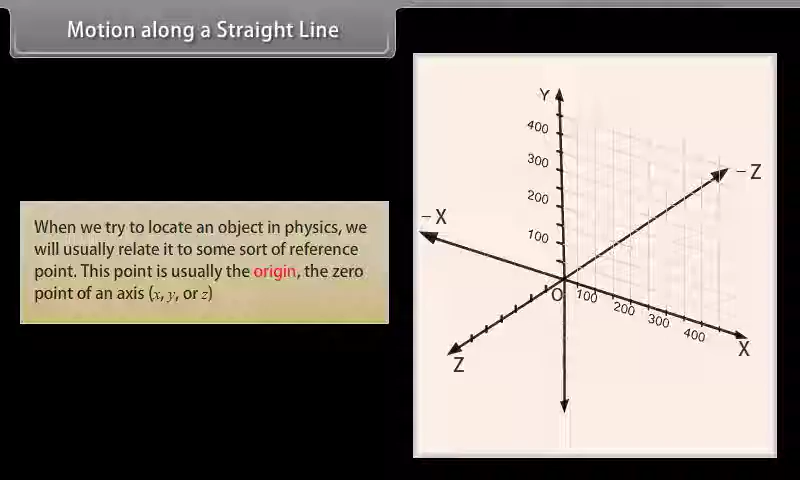 Motion along a Straight Line
When we try to locate an object in physics, we
will usually relate it to some sort of reference
point. This point is usually the origin, the zero
point of an axis (x, y, or z)
Y
400
300
200
100
-X
-Z
O
100
200
300
400
X
Z